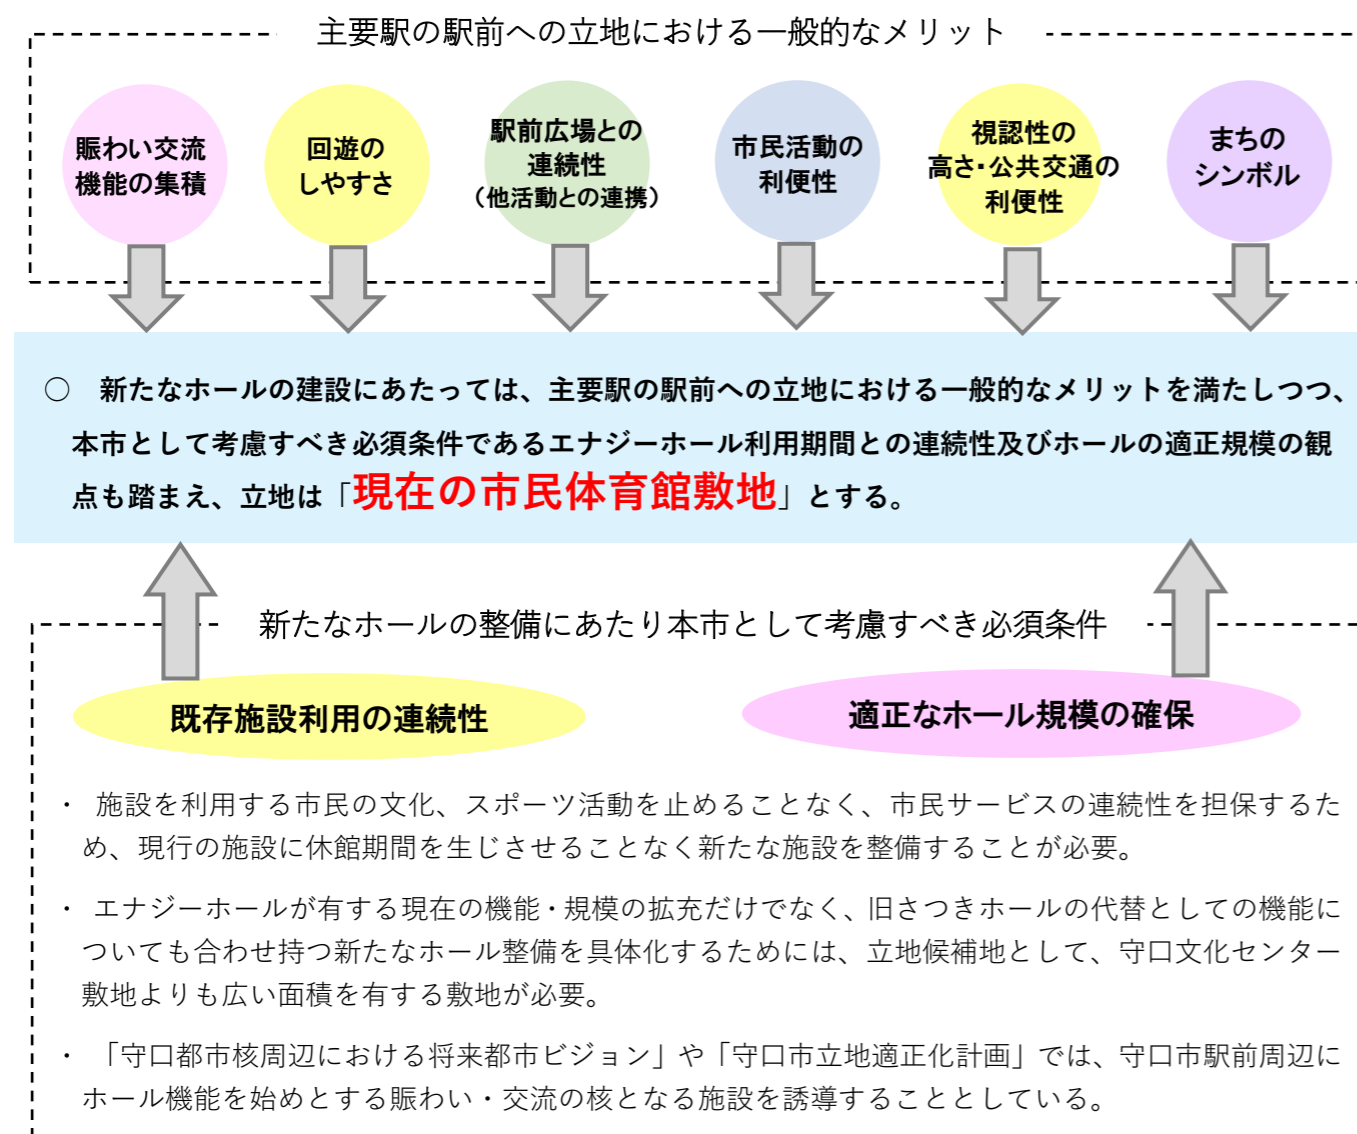 主要駅の駅前への立地における一般的なメリット
賑わい交流
機能の集積
回遊の
しやすさ
駅前広場との
連続性
（他活動との連携）
市民活動の
利便性
視認性の
高さ・公共交通の
利便性
まちの
シンボル
○　新たなホールの建設にあたっては、主要駅の駅前への立地における一般的なメリットを満たしつつ、
本市として考慮すべき必須条件であるエナジーホール利用期間との連続性及びホールの適正規模の観
点も踏まえ、立地は「現在の市民体育館敷地」とする。
新たなホールの整備にあたり本市として考慮すべき必須条件
既存施設利用の連続性
適正なホール規模の確保
・ 施設を利用する市民の文化、スポーツ活動を止めることなく、市民サービスの連続性を担保するた
め、現行の施設に休館期間を生じさせることなく新たな施設を整備することが必要。
・ エナジーホールが有する現在の機能・規模の拡充だけでなく、旧さつきホールの代替としての機能に
ついても合わせ持つ新たなホール整備を具体化するためには、立地候補地として、守口文化センター
敷地よりも広い面積を有する敷地が必要。
・ 「守口都市核周辺における将来都市ビジョン」や「守口市立地適正化計画」では、守口市駅前周辺に
ホール機能を始めとする賑わい・交流の核となる施設を誘導することとしている。